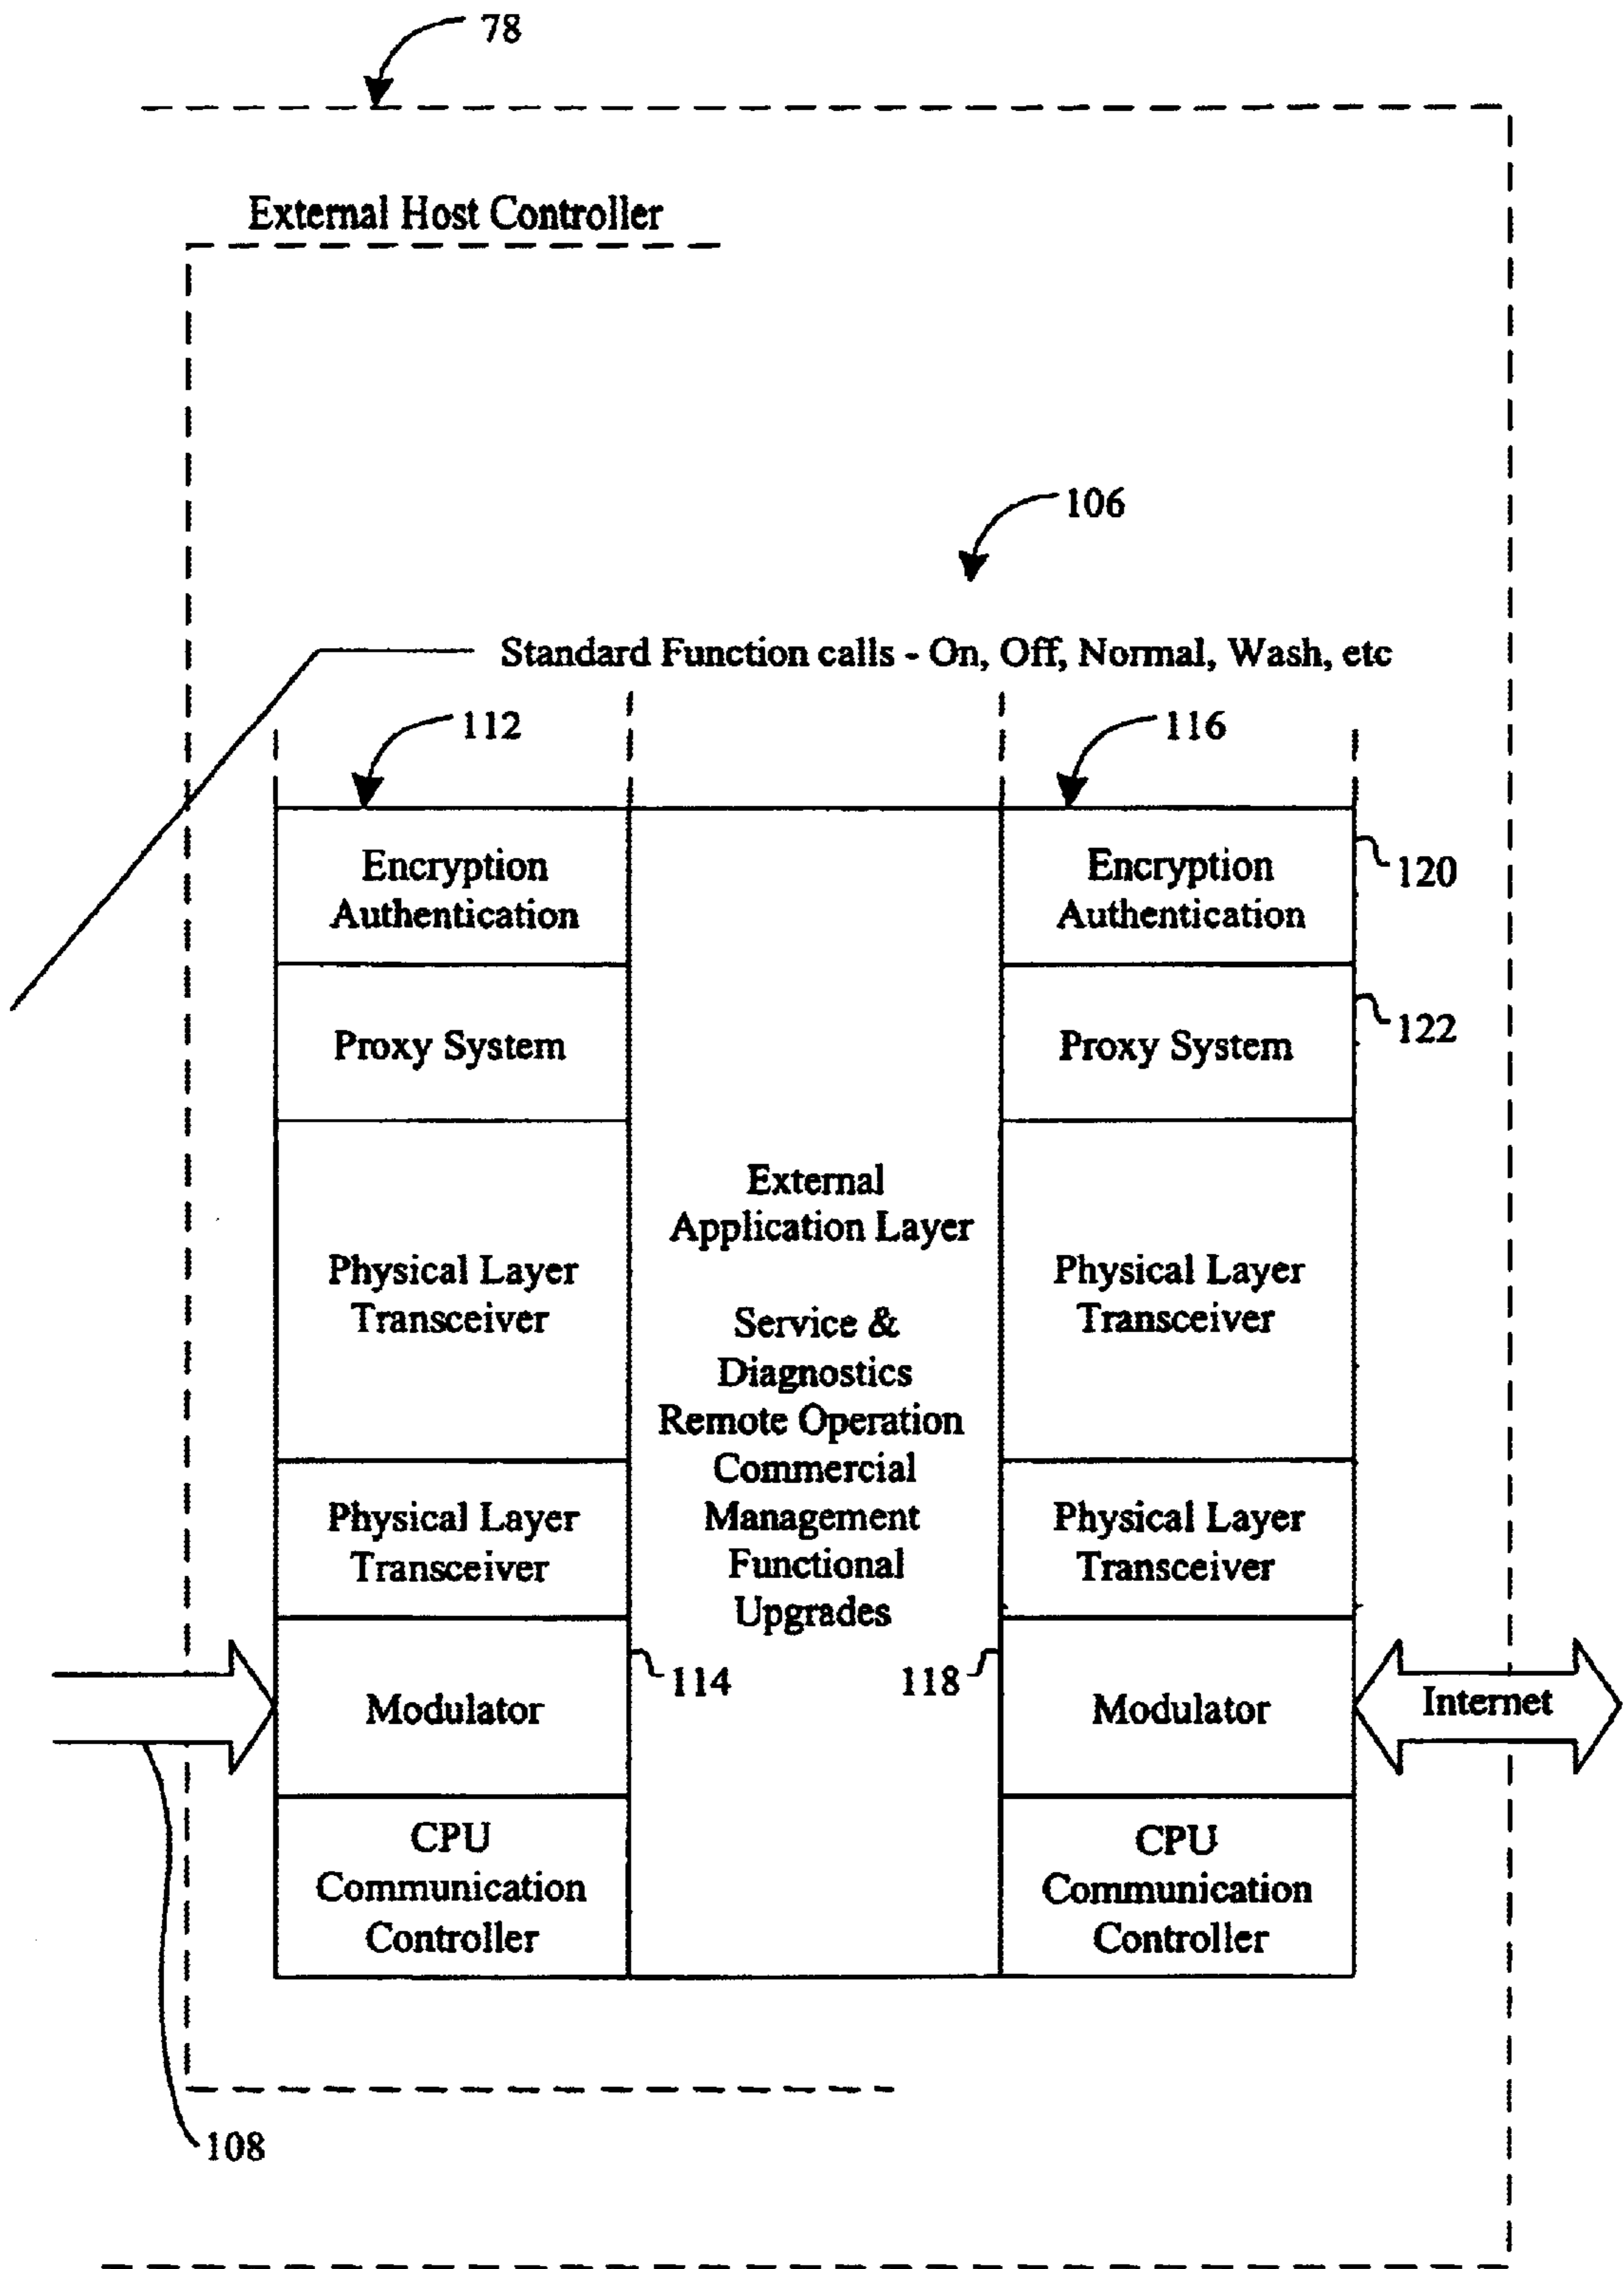 78
External Host Controller
106
Standard Function calls - On, Off, Normal, Wash, etc
112
116
Encryption
Authentication
Proxy System
Physical Layer
Transceiver
Physical Layer
Transceiver
Modulator
CPU
Communication
Controller
External
Application Layer
Service &
Diagnostics
Remote Operation
Commercial
Management
Functional
Upgrades
114
118
Encryption
Authentication
120
Proxy System
122
Physical Layer
Transceiver
Physical Layer
Transceiver
Modulator
Internet
CPU
Communication
Controller
108